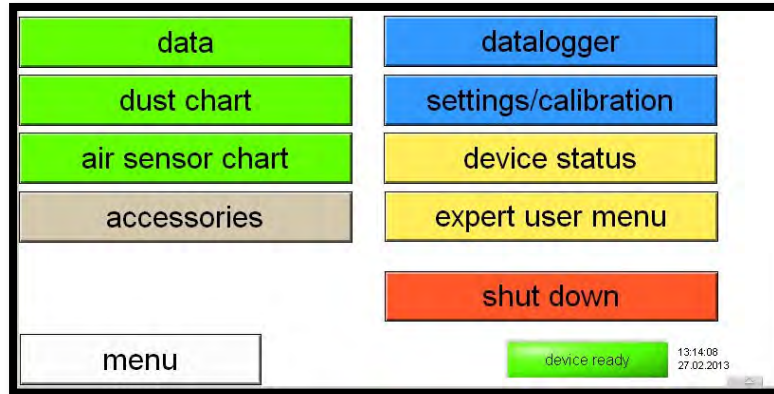 data
dust chart
air sensor chart
accessories
datalogger
settings/calibration
device status
expert user menu
shut down
menu
device ready
13:14:08
27.02.2013